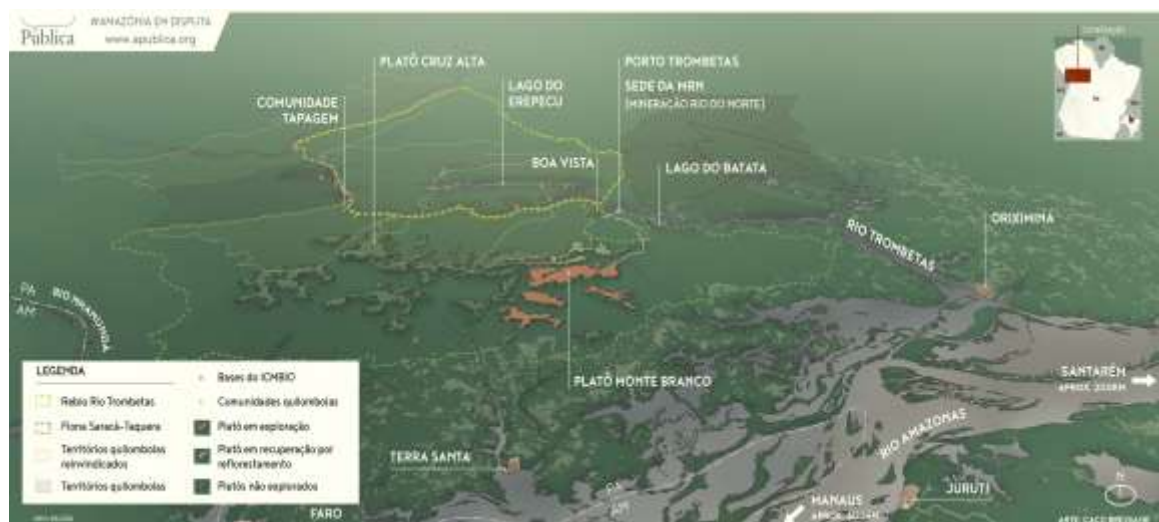 Pública
#AMAZÔNIA EM DISPUTA
www.apublica.org
PLATÔ CRUZ ALTA
PORTO TROMBETAS
SEDE DA MRN
(MINERAÇÃO RIO DO NORTE)
LAGO DO
EREPECU
COMUNIDADE
TAPAGEM
BOA VISTA
LAGO DO BATATA
ORIXIMINÁ
RIO TROMBETAS
PA
AM
RIO NHAMUNDÁ
PLATÔ MONTE BRANCO
SANTARÉM
RIO AMAZONAS
TERRA SANTA
PA
AM
JURUTI
MANAUS
FARO
N
LEGENDA
Rebio Rio Trombetas
Flona Saracá-Taquera
Territórios quilombolas
reinvindicados
Territórios quilombolas
Bases do ICMBIO
Comunidades quilombolas
Platô em exploração
Platô em recuperação por
reflorestamento
Platôs não explorados